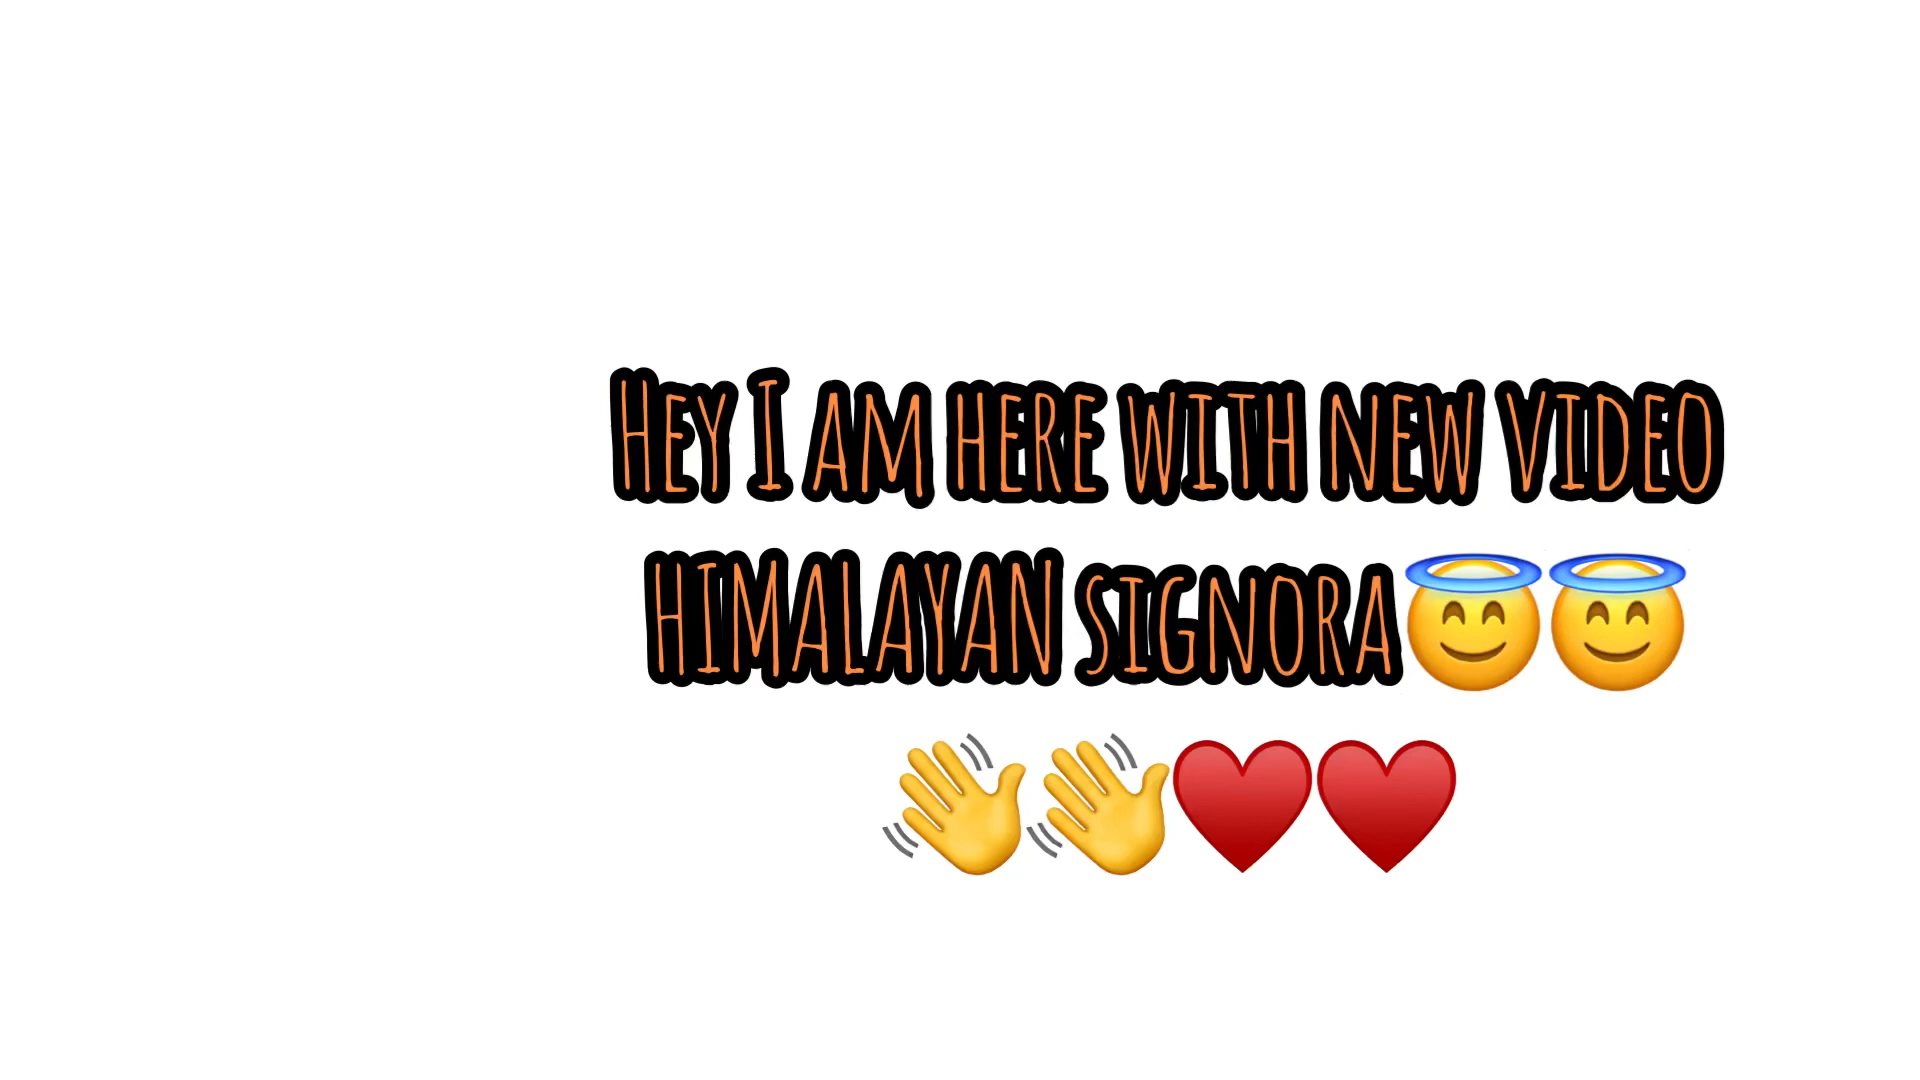 Hey I am here with new video
HIMALAYAN signora😇😇
👋👋♥️♥️